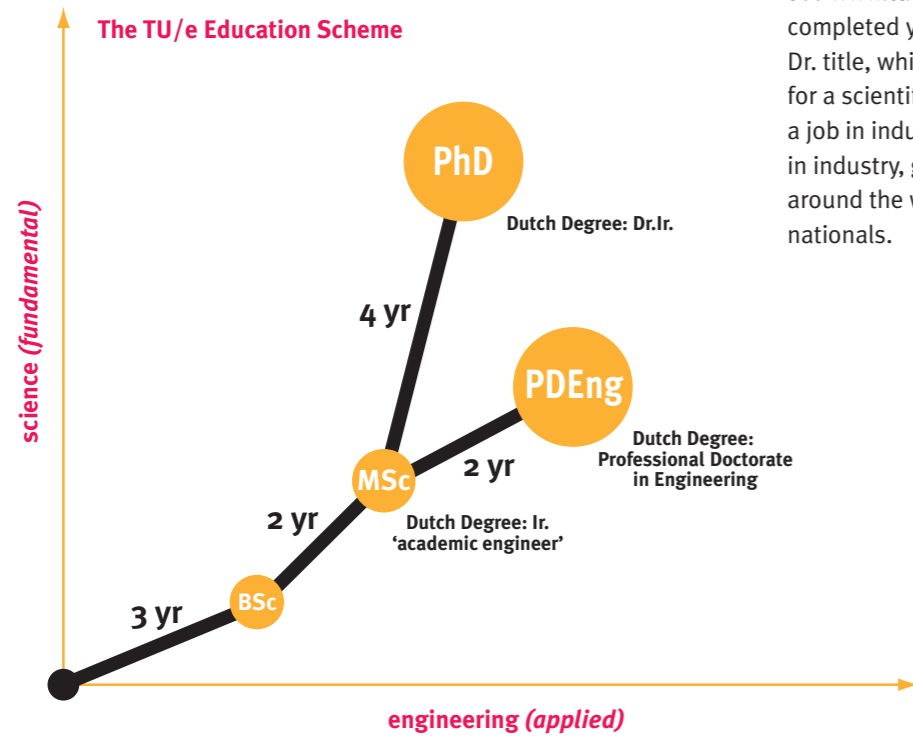 The TU/e Education Scheme
completed y
Dr. title, whi
for a scientif
a job in indu
in industry, g
around the w
nationals.
PhD
Dutch Degree: Dr.Ir.
4 yr
PDEng
Dutch Degree:
Professional Doctorate
in Engineering
2 yr
MSc
Dutch Degree: R.
‘academic engineer’
2 yr
BSc
3 yr
science (fundamental)
engineering (applied)